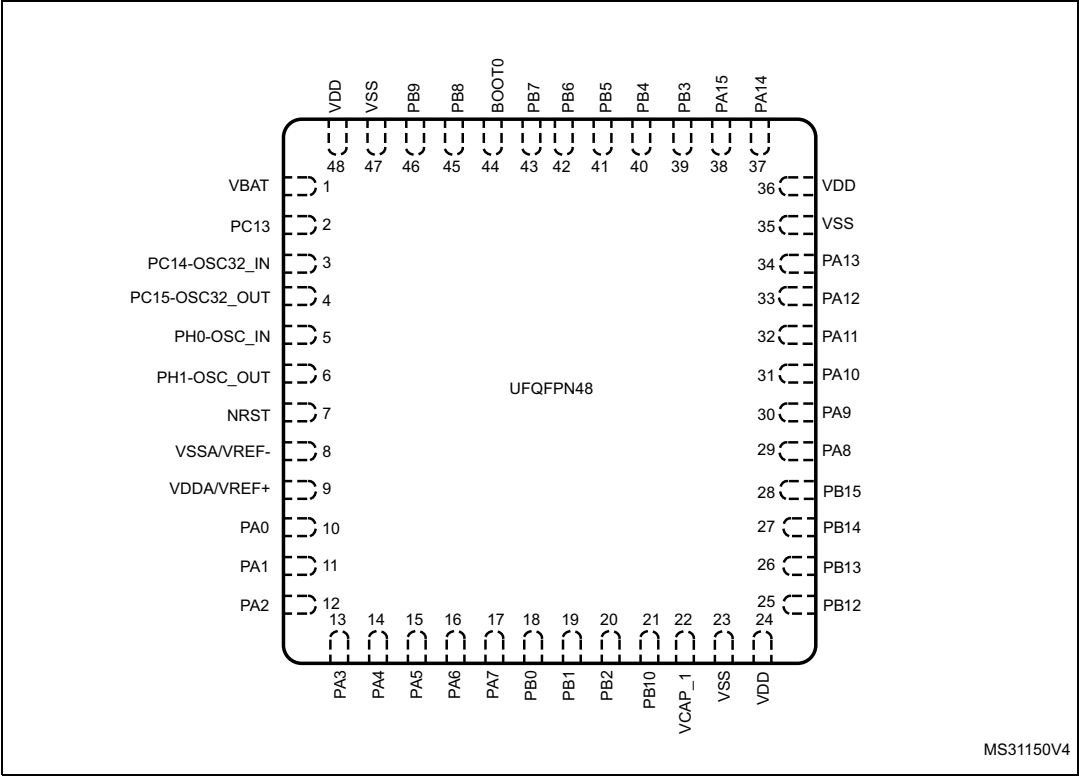 VDD VSS PB9 PB8 BOOT0 PB7 PB6 PB5 PB4 PB3 PA15 PA14
48 47 46 45 44 43 42 41 40 39 38 37
VBAT 1 36 VDD
PC13 2 35 VSS
PC14-OSC32_IN 3 34 PA13
PC15-OSC32_OUT 4 33 PA12
PH0-OSC_IN 5 32 PA11
PH1-OSC_OUT 6 31 PA10
UFQFPN48
NRST 7 30 PA9
VSSA/VREF- 8 29 PA8
VDDA/VREF+ 9 28 PB15
PA0 10 27 PB14
PA1 11 26 PB13
PA2 12 25 PB12
13 14 15 16 17 18 19 20 21 22 23 24
PA3 PA4 PA5 PA6 PA7 PB0 PB1 PB2 PB10 VCAP_1 VSS VDD
MS31150V4